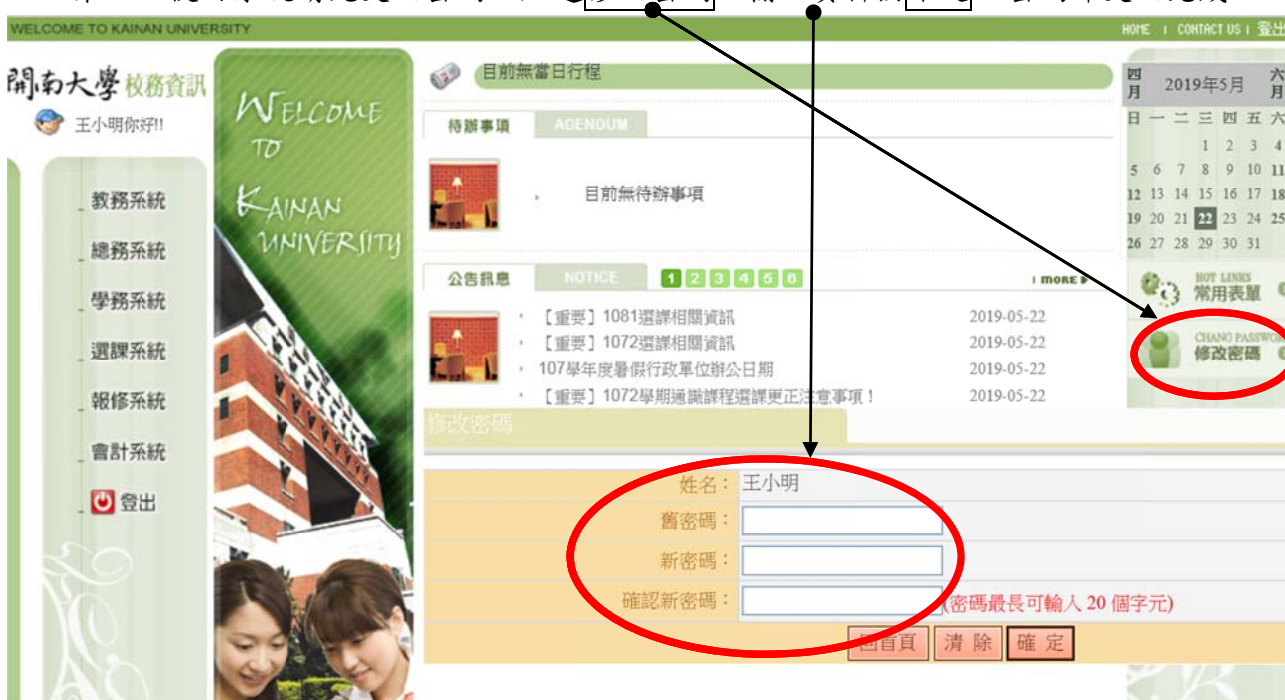 WELCOME TO KAINAN UNIVERSITY
HOME | CONTACT US | 登出
開南大學 校務資訊
王小明你好!!
教務系統
總務系統
學務系統
選課系統
報修系統
會計系統
登出
WELCOME
TO
KAINAN
UNIVERSITY
目前無當日行程
待辦事項 AGENDUM
目前無待辦事項
公告訊息 NOTICE 1 2 3 4 5 6 | MORE
【重要】1081選課相關資訊 2019-05-22
【重要】1072選課相關資訊 2019-05-22
107學年度暑假行政單位辦公日期 2019-05-22
【重要】1072學期通識課程選課更正注意事項! 2019-05-22
四月 2019年5月 六月
日 一 二 三 四 五 六
1 2 3 4
5 6 7 8 9 10 11
12 13 14 15 16 17 18
19 20 21 22 23 24 25
26 27 28 29 30 31
HOT LINKS
常用表單
CHANG PASSWO
修改密碼
修改密碼
姓名: 王小明
舊密碼:
新密碼:
確認新密碼: (密碼最長可輸入 20 個字元)
回首頁 清 除 確 定